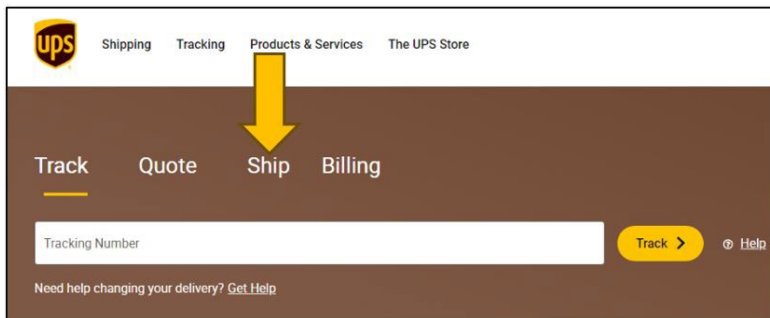 ups Shipping Tracking Products & Services The UPS Store
Track Quote Ship Billing
Tracking Number Track Help
Need help changing your delivery? Get Help